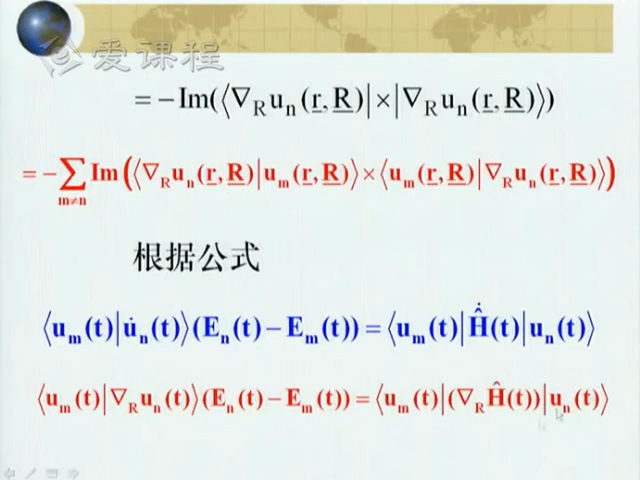 爱课程
= −Im(⟨∇_R u_n(r,R)|×|∇_R u_n(r,R)⟩)
= −∑_{m≠n} Im(⟨∇_R u_n(r,R)|u_m(r,R)⟩×⟨u_m(r,R)|∇_R u_n(r,R)⟩)
根据公式
⟨u_m(t)|u̇_n(t)⟩(E_n(t)−E_m(t)) = ⟨u_m(t)|Ĥ̇(t)|u_n(t)⟩
⟨u_m(t)|∇_R u_n(t)⟩(E_n(t)−E_m(t)) = ⟨u_m(t)|(∇_R Ĥ(t))|u_n(t)⟩